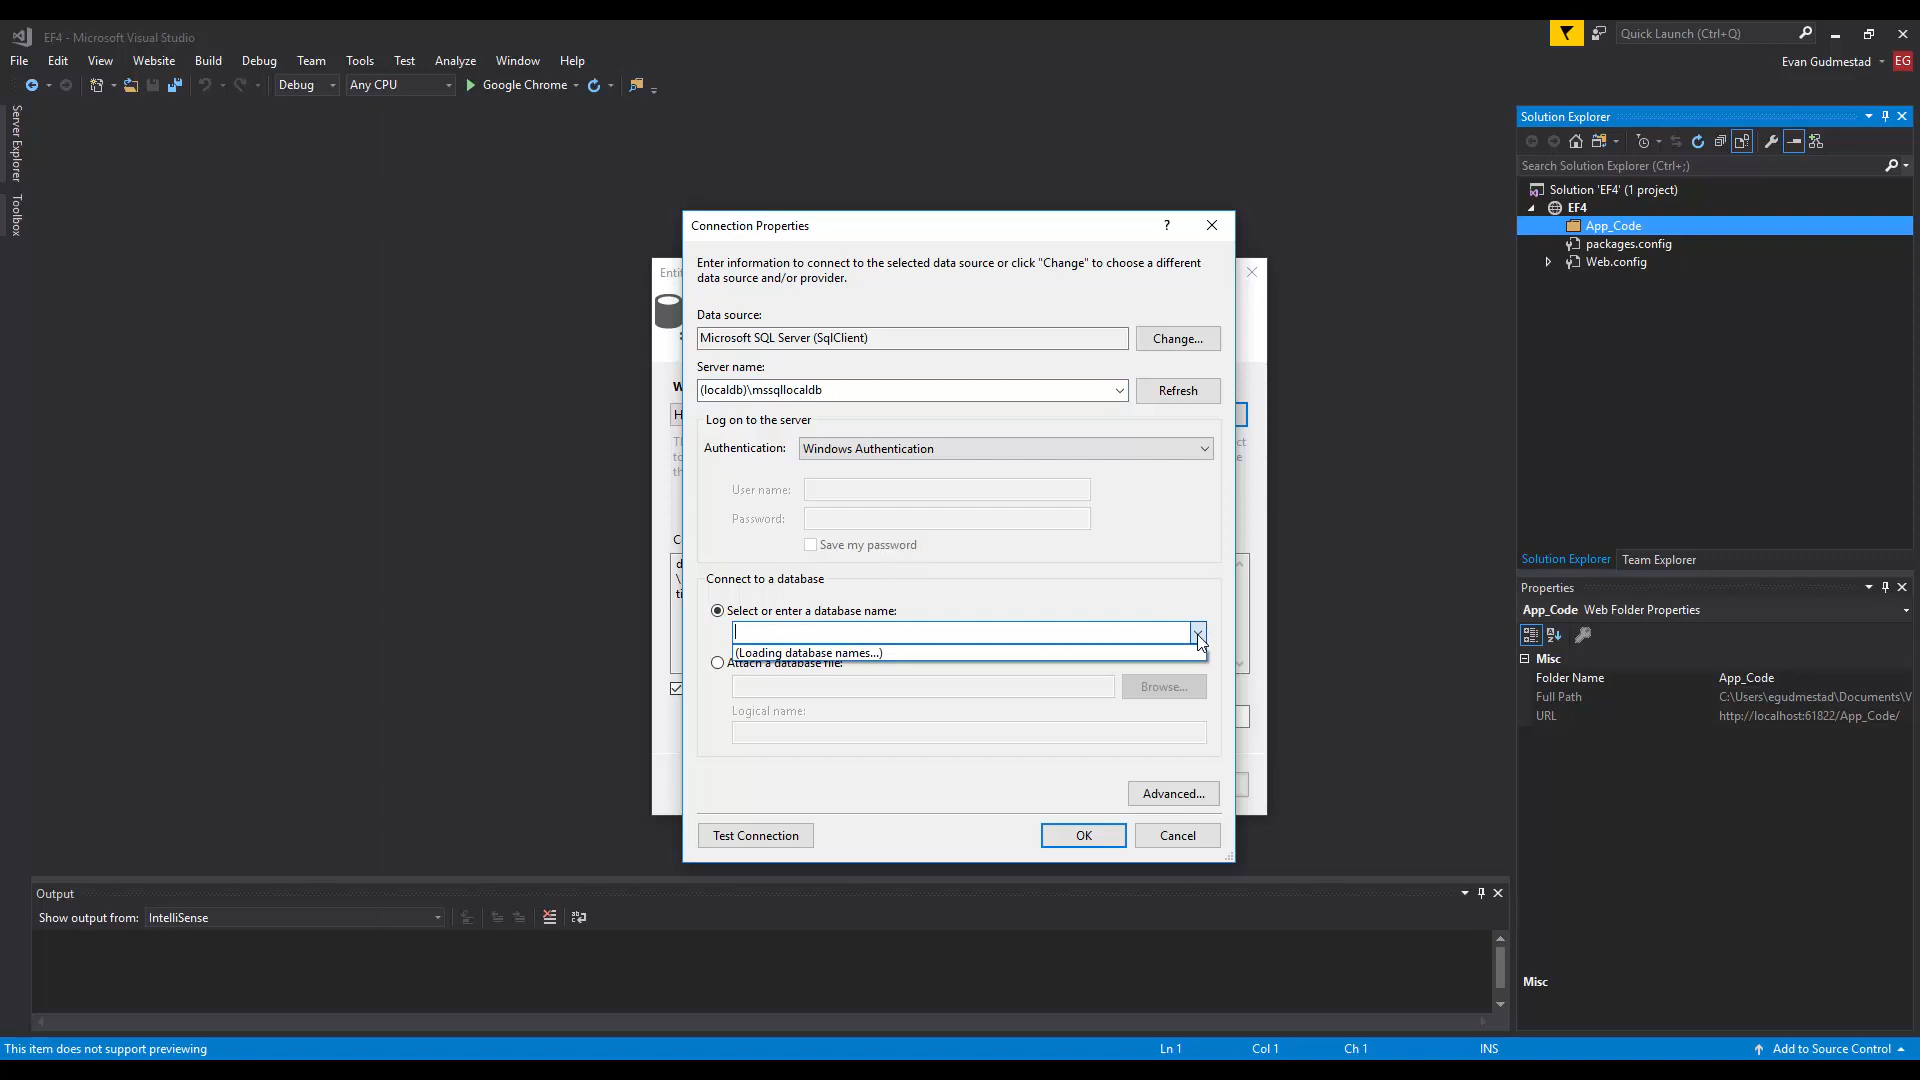 EF4 - Microsoft Visual Studio
Quick Launch (Ctrl+Q)
File Edit View Website Build Debug Team Tools Test Analyze Window Help
Evan Gudmestad EG
Debug Any CPU Google Chrome
Server Explorer
Toolbox
Solution Explorer
Search Solution Explorer (Ctrl+;)
Solution 'EF4' (1 project)
EF4
App_Code
packages.config
Web.config
Solution Explorer Team Explorer
Properties
App_Code Web Folder Properties
Misc
Folder Name App_Code
Full Path C:\Users\egudmestad\Documents\V
URL http://localhost:61822/App_Code/
Misc
Connection Properties ?
Enter information to connect to the selected data source or click "Change" to choose a different
data source and/or provider.
Data source:
Microsoft SQL Server (SqlClient) Change...
Server name:
(localdb)\mssqllocaldb Refresh
Log on to the server
Authentication: Windows Authentication
User name:
Password:
Save my password
Connect to a database
Select or enter a database name:
(Loading database names...)
Attach a database file:
Browse...
Logical name:
Advanced...
Test Connection OK Cancel
Output
Show output from: IntelliSense
This item does not support previewing Ln 1 Col 1 Ch 1 INS Add to Source Control